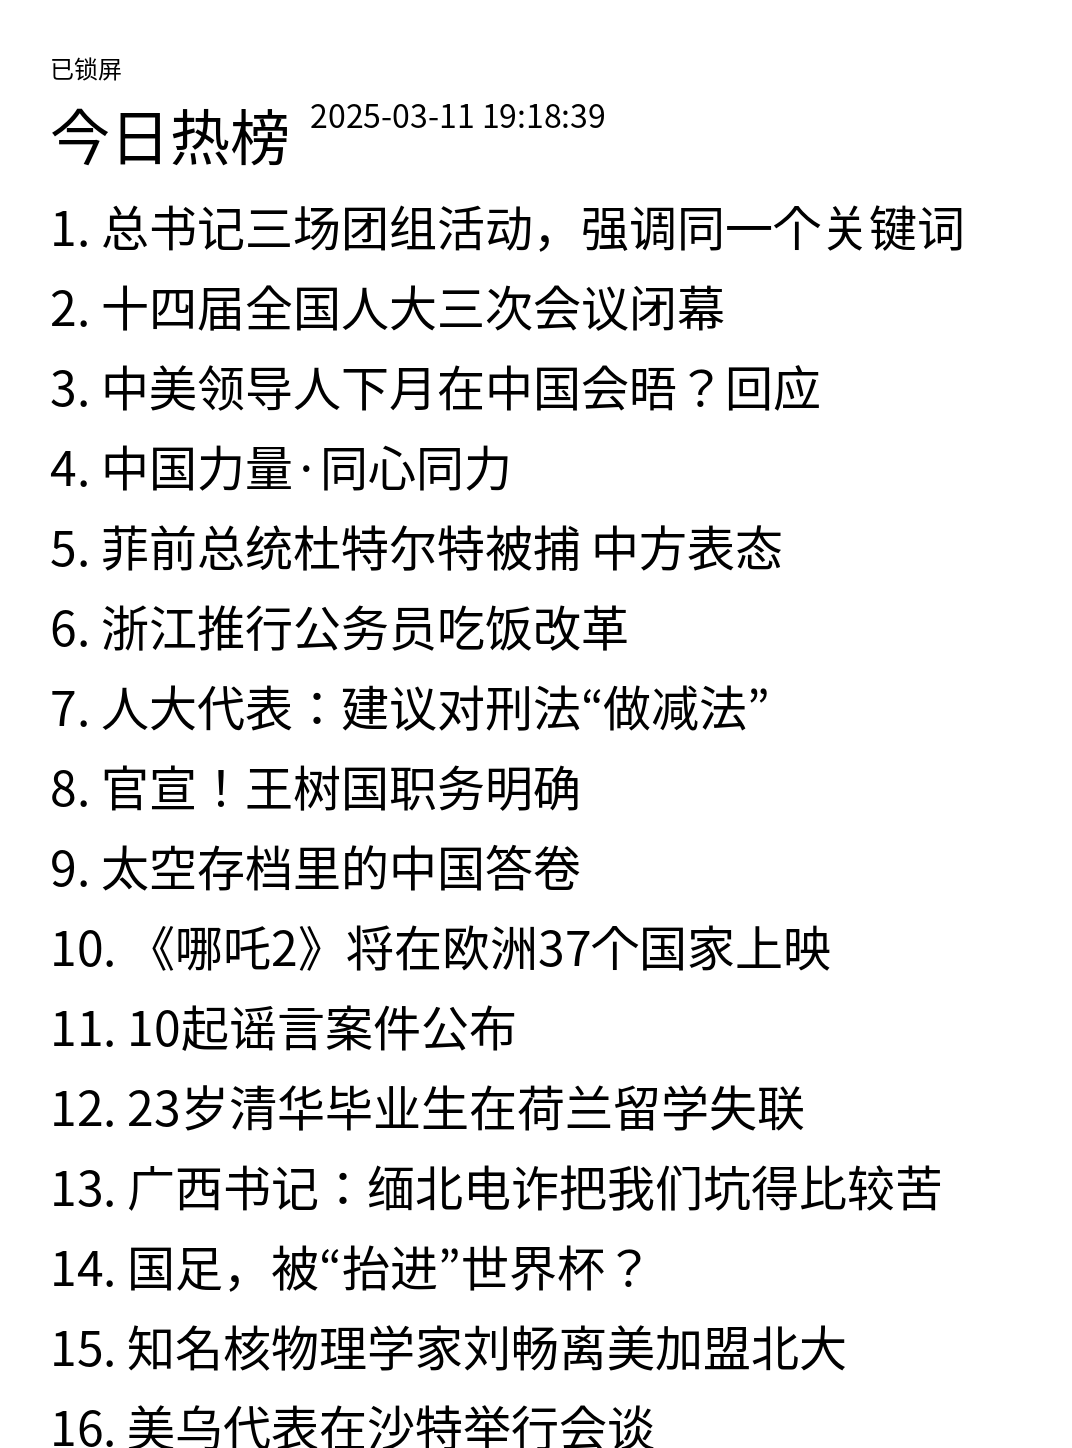 已锁屏
今日热榜 2025-03-11 19:18:39
1. 总书记三场团组活动，强调同一个关键词
2. 十四届全国人大三次会议闭幕
3. 中美领导人下月在中国会晤？回应
4. 中国力量·同心同力
5. 菲前总统杜特尔特被捕 中方表态
6. 浙江推行公务员吃饭改革
7. 人大代表：建议对刑法“做减法”
8. 官宣！王树国职务明确
9. 太空存档里的中国答卷
10. 《哪吒2》将在欧洲37个国家上映
11. 10起谣言案件公布
12. 23岁清华毕业生在荷兰留学失联
13. 广西书记：缅北电诈把我们坑得比较苦
14. 国足，被“抬进”世界杯？
15. 知名核物理学家刘畅离美加盟北大
16. 美乌代表在沙特举行会谈